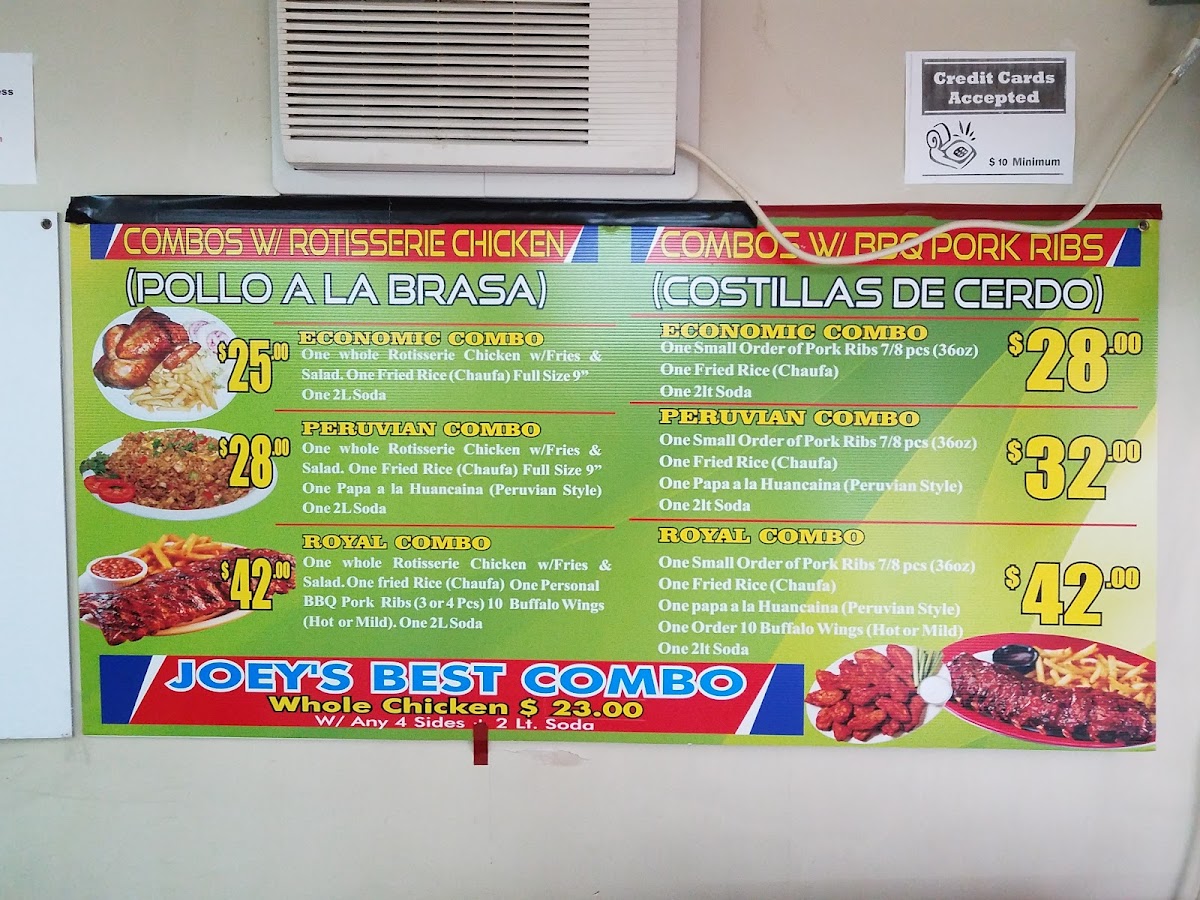 ess
Credit Cards
Accepted
$ 10 Minimum
COMBOS W/ ROTISSERIE CHICKEN
(POLLO A LA BRASA)
$25.00
ECONOMIC COMBO
One whole Rotisserie Chicken w/Fries &
Salad. One Fried Rice (Chaufa) Full Size 9”
One 2L Soda
$28.00
PERUVIAN COMBO
One whole Rotisserie Chicken w/Fries &
Salad. One Fried Rice (Chaufa) Full Size 9”
One Papa a la Huancaina (Peruvian Style)
One 2L Soda
$42.00
ROYAL COMBO
One whole Rotisserie Chicken w/Fries &
Salad. One fried Rice (Chaufa) One Personal
BBQ Pork Ribs (3 or 4 Pcs) 10 Buffalo Wings
(Hot or Mild). One 2L Soda
COMBOS W/ BBQ PORK RIBS
(COSTILLAS DE CERDO)
ECONOMIC COMBO
One Small Order of Pork Ribs 7/8 pcs (36oz)
One Fried Rice (Chaufa)
One 2lt Soda
$28.00
PERUVIAN COMBO
One Small Order of Pork Ribs 7/8 pcs (36oz)
One Fried Rice (Chaufa)
One Papa a la Huancaina (Peruvian Style)
One 2lt Soda
$32.00
ROYAL COMBO
One Small Order of Pork Ribs 7/8 pcs (36oz)
One Fried Rice (Chaufa)
One papa a la Huancaina (Peruvian Style)
One Order 10 Buffalo Wings (Hot or Mild)
One 2lt Soda
$42.00
JOEY'S BEST COMBO
Whole Chicken $ 23.00
W/ Any 4 Sides + 2 Lt. Soda